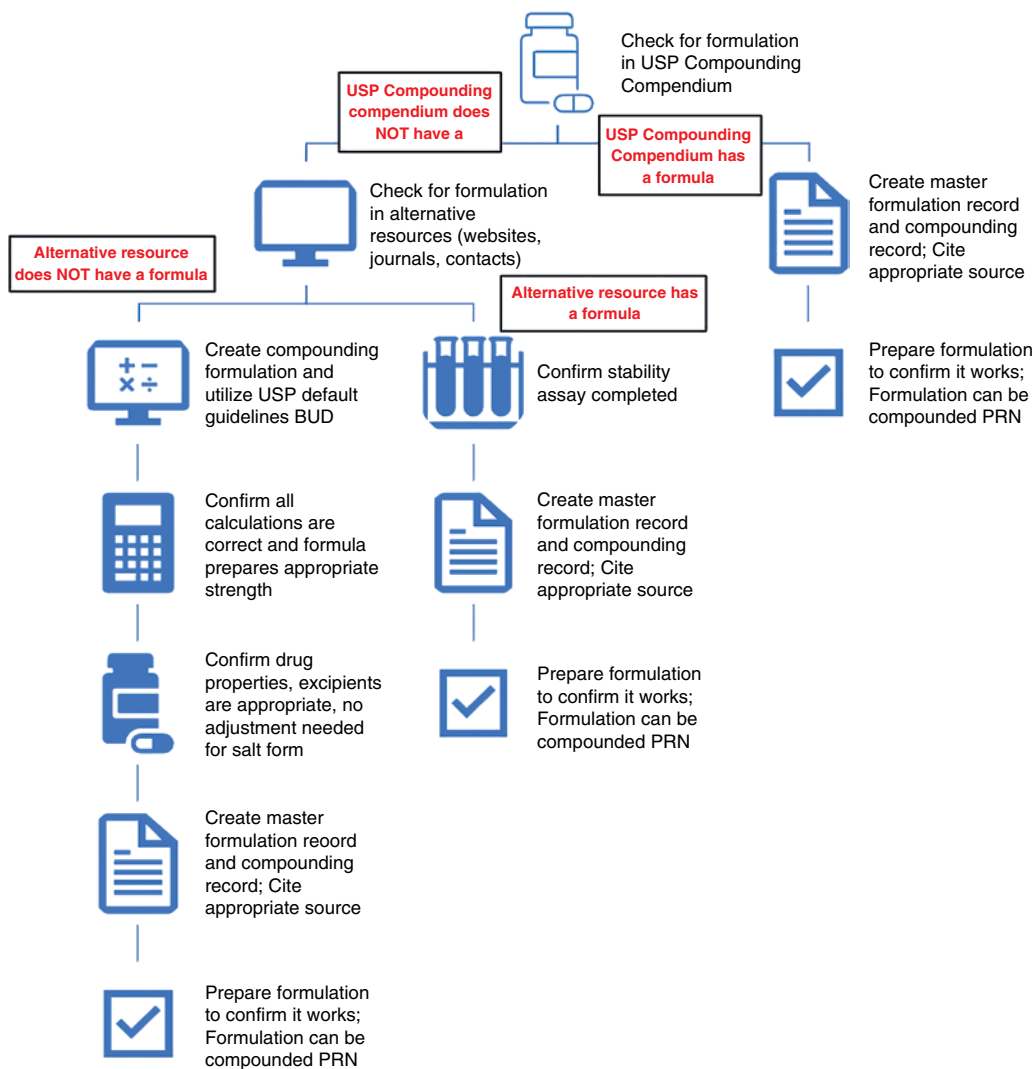 Check for formulation
in USP Compounding
Compendium
USP Compounding
compendium does
NOT have a
USP Compounding
Compendium has
a formula
Check for formulation
in alternative
resources (websites,
journals, contacts)
Create master
formulation record
and compounding
record; Cite
appropriate source
Alternative resource
does NOT have a formula
Alternative resource has
a formula
Create compounding
formulation and
utilize USP default
guidelines BUD
Confirm stability
assay completed
Prepare formulation
to confirm it works;
Formulation can be
compounded PRN
Confirm all
calculations are
correct and formula
prepares appropriate
strength
Create master
formulation record
and compounding
record; Cite
appropriate source
Confirm drug
properties, excipients
are appropriate, no
adjustment needed
for salt form
Prepare formulation
to confirm it works;
Formulation can be
compounded PRN
Create master
formulation reoord
and compounding
record; Cite
appropriate source
Prepare formulation
to confirm it works;
Formulation can be
compounded PRN